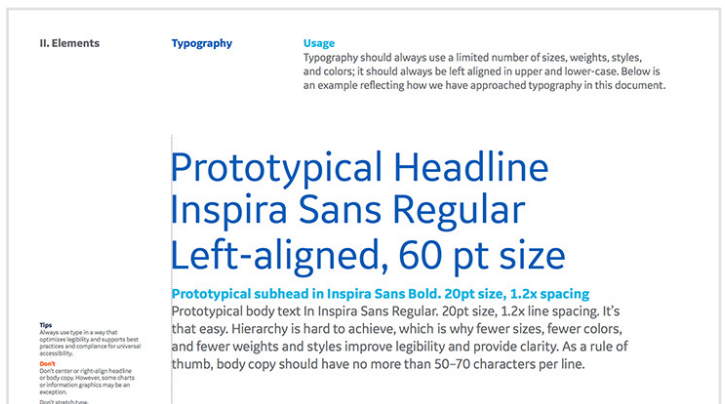 II. Elements
Typography
Usage
Typography should always use a limited number of sizes, weights, styles,
and colors; it should always be left aligned in upper and lower-case. Below is
an example reflecting how we have approached typography in this document.
Prototypical Headline
Inspira Sans Regular
Left-aligned, 60 pt size
Prototypical subhead in Inspira Sans Bold. 20pt size, 1.2x spacing
Prototypical body text In Inspira Sans Regular. 20pt size, 1.2x line spacing. It’s
that easy. Hierarchy is hard to achieve, which is why fewer sizes, fewer colors,
and fewer weights and styles improve legibility and provide clarity. As a rule of
thumb, body copy should have no more than 50–70 characters per line.
Tips
Always use type in a way that
optimizes legibility and supports best
practices and compliance for universal
accessibility.
Don’t
Don’t center or right-align headline
or body copy. However, some charts
or information graphics may be an
exception.
Don’t stretch type.